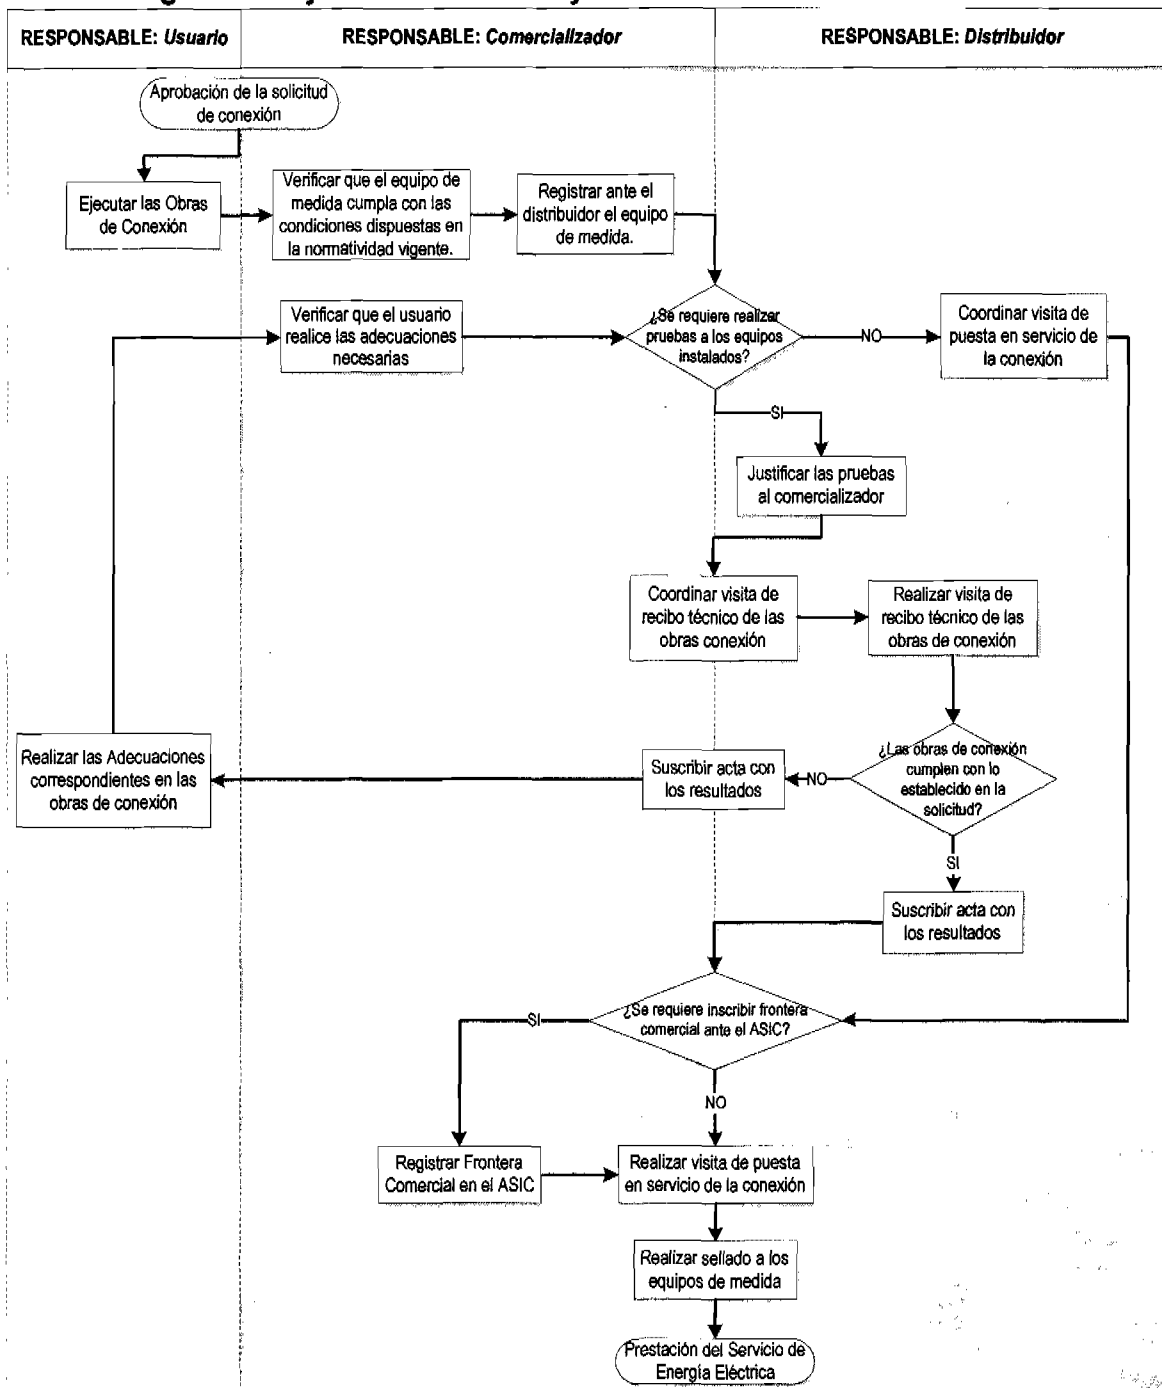 RESPONSABLE: Usuario
RESPONSABLE: Comercializador
RESPONSABLE: Distribuidor
Aprobación de la solicitud
de conexión
Ejecutar las Obras
de Conexión
Verificar que el equipo de
medida cumpla con las
condiciones dispuestas en
la normatividad vigente.
Registrar ante el
distribuidor el equipo
de medida.
Verificar que el usuario
realice las adecuaciones
necesarias
¿Se requiere realizar
pruebas a los equipos
instalados?
NO
Coordinar visita de
puesta en servicio de
la conexión
SI
Justificar las pruebas
al comercializador
Coordinar visita de
recibo técnico de las
obras conexión
Realizar visita de
recibo técnico de las
obras de conexión
Realizar las Adecuaciones
correspondientes en las
obras de conexión
Suscribir acta con
los resultados
NO
¿Las obras de conexión
cumplen con lo
establecido en la
solicitud?
SI
Suscribir acta con
los resultados
SI
¿Se requiere inscribir frontera
comercial ante el ASIC?
NO
Registrar Frontera
Comercial en el ASIC
Realizar visita de puesta
en servicio de la conexión
Realizar sellado a los
equipos de medida
Prestación del Servicio de
Energía Eléctrica